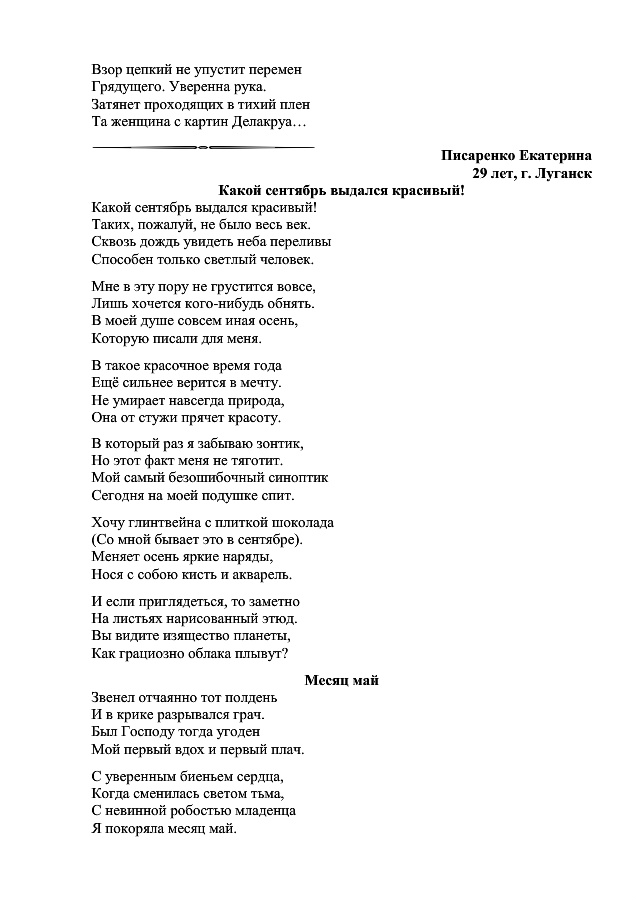 Взор цепкий не упустит перемен
Грядущего. Уверенна рука.
Затянет проходящих в тихий плен
Та женщина с картин Делакруа…
Писаренко Екатерина
29 лет, г. Луганск
Какой сентябрь выдался красивый!
Какой сентябрь выдался красивый!
Таких, пожалуй, не было весь век.
Сквозь дождь увидеть неба переливы
Способен только светлый человек.
Мне в эту пору не грустится вовсе,
Лишь хочется кого-нибудь обнять.
В моей душе совсем иная осень,
Которую писали для меня.
В такое красочное время года
Ещё сильнее верится в мечту.
Не умирает навсегда природа,
Она от стужи прячет красоту.
В который раз я забываю зонтик,
Но этот факт меня не тяготит.
Мой самый безошибочный синоптик
Сегодня на моей подушке спит.
Хочу глинтвейна с плиткой шоколада
(Со мной бывает это в сентябре).
Меняет осень яркие наряды,
Нося с собою кисть и акварель.
И если приглядеться, то заметно
На листьях нарисованный этюд.
Вы видите изящество планеты,
Как грациозно облака плывут?
Месяц май
Звенел отчаянно тот полдень
И в крике разрывался грач.
Был Господу тогда угоден
Мой первый вдох и первый плач.
С уверенным биеньем сердца,
Когда сменилась светом тьма,
С невинной робостью младенца
Я покоряла месяц май.